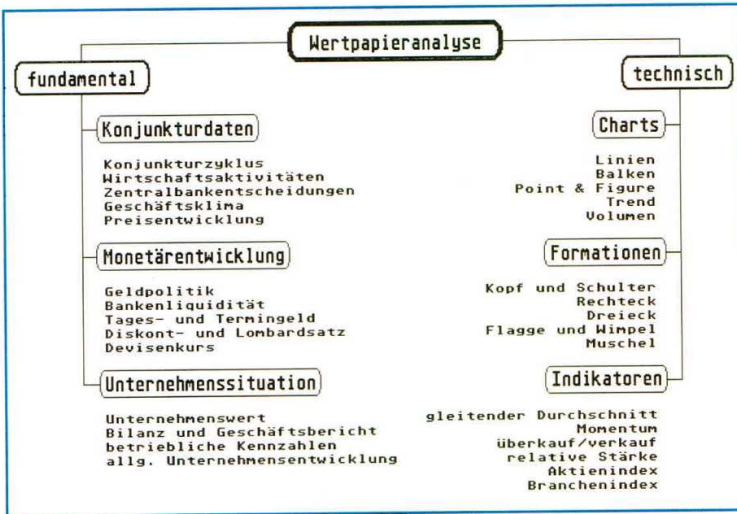 Wertpapieranalyse
fundamental
Konjunkturdaten
Konjunkturzyklus
Wirtschaftsaktivitäten
Zentralbankentscheidungen
Geschäftsklima
Preisentwicklung
Monetärentwicklung
Geldpolitik
Bankenliquidität
Tages- und Termingeld
Diskont- und Lombardsatz
Devisenkurs
Unternehmenssituation
Unternehmenswert
Bilanz und Geschäftsbericht
betriebliche Kennzahlen
allg. Unternehmensentwicklung
technisch
Charts
Linien
Balken
Point & Figure
Trend
Volumen
Formationen
Kopf und Schulter
Rechteck
Dreieck
Flagge und Wimpel
Muschel
Indikatoren
gleitender Durchschnitt
Momentum
überkauf/verkauf
relative Stärke
Aktienindex
Branchenindex